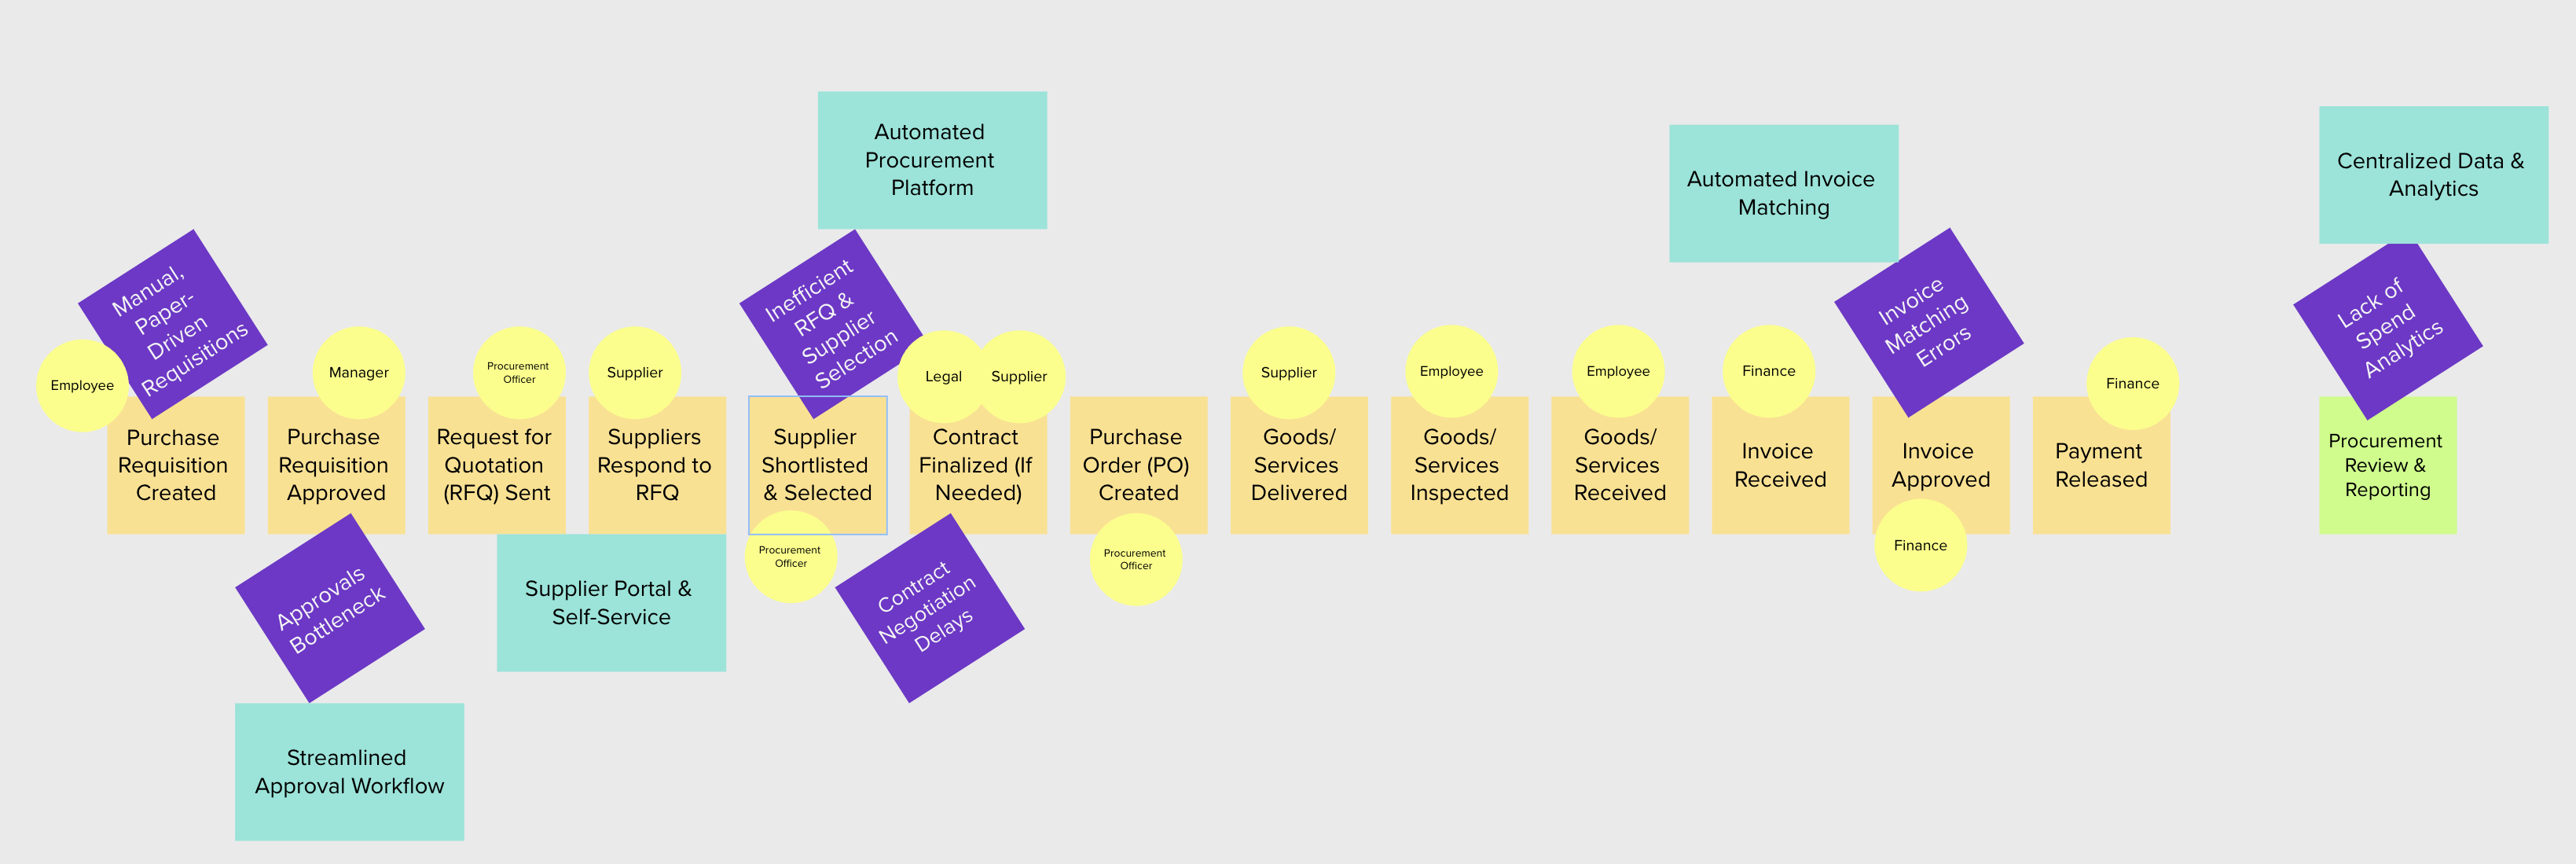 Automated
Procurement
Platform
Automated Invoice
Matching
Centralized Data &
Analytics
Manual,
Paper-
Driven
Requisitions
Inefficient
RFQ &
Supplier
Selection
Invoice
Matching
Errors
Lack of
Spend
Analytics
Employee
Manager
Procurement
Officer
Supplier
Legal
Supplier
Supplier
Employee
Employee
Finance
Finance
Purchase
Requisition
Created
Purchase
Requisition
Approved
Request for
Quotation
(RFQ) Sent
Suppliers
Respond to
RFQ
Supplier
Shortlisted
& Selected
Contract
Finalized (If
Needed)
Purchase
Order (PO)
Created
Goods/
Services
Delivered
Goods/
Services
Inspected
Goods/
Services
Received
Invoice
Received
Invoice
Approved
Payment
Released
Procurement
Review &
Reporting
Procurement
Officer
Procurement
Officer
Finance
Approvals
Bottleneck
Supplier Portal &
Self-Service
Contract
Negotiation
Delays
Streamlined
Approval Workflow